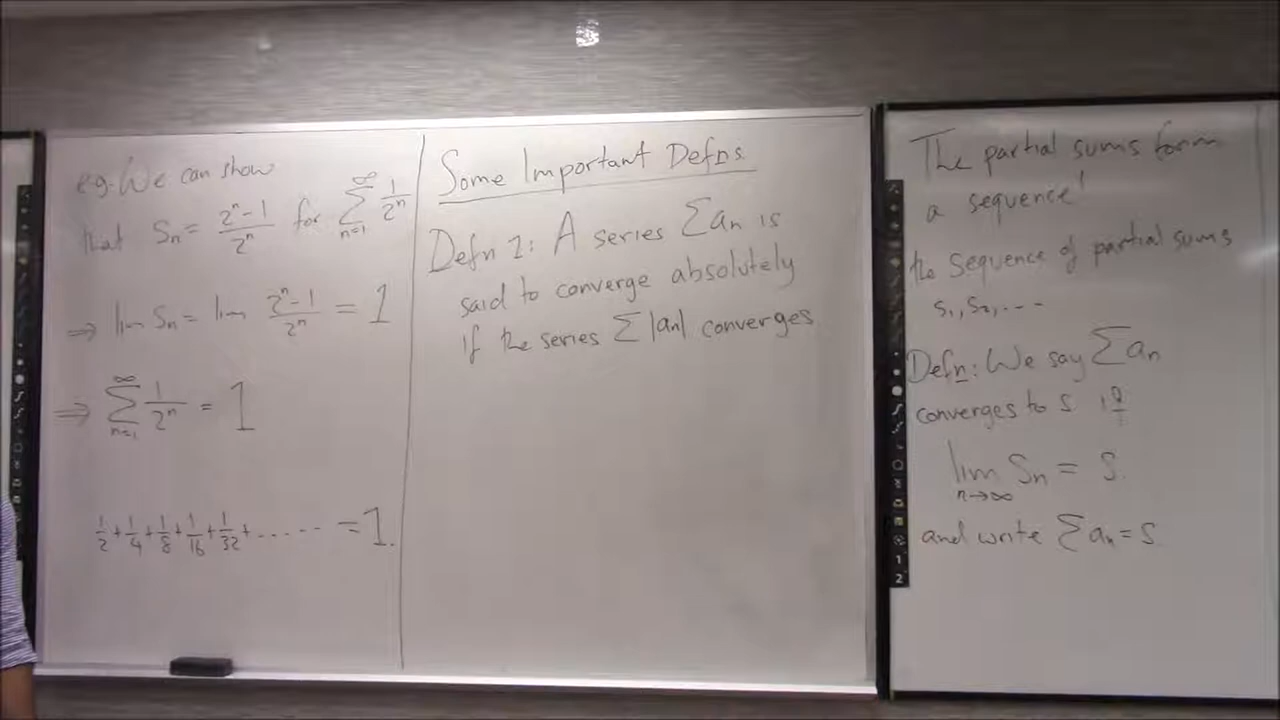 e.g. We can show
that Sn = 2^n-1/2^n for ∑_{n=1}^∞ 1/2^n
⇒ lim Sn = lim 2^n-1/2^n = 1
⇒ ∑_{n=1}^∞ 1/2^n = 1
1/2 + 1/4 + 1/8 + 1/16 + 1/32 + ...... = 1.
Some Important Defns
Defn 2: A series ∑an is
said to converge absolutely
if the series ∑|an| converges
The partial sums form
a sequence!
the sequence of partial sums
s1, s2, ...
Defn: We say ∑an
converges to S if
lim_{n→∞} Sn = S.
and write ∑an = S
1
2